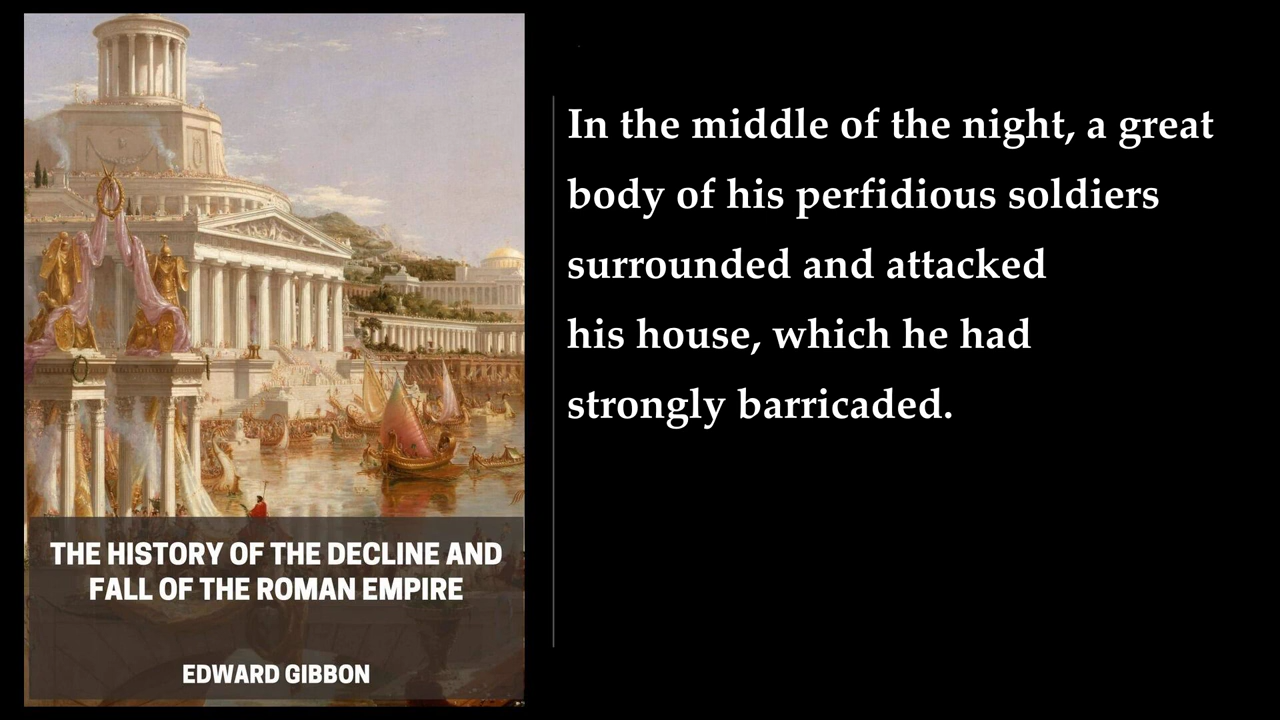 THE HISTORY OF THE DECLINE AND
FALL OF THE ROMAN EMPIRE
EDWARD GIBBON
In the middle of the night, a great
body of his perfidious soldiers
surrounded and attacked
his house, which he had
strongly barricaded.